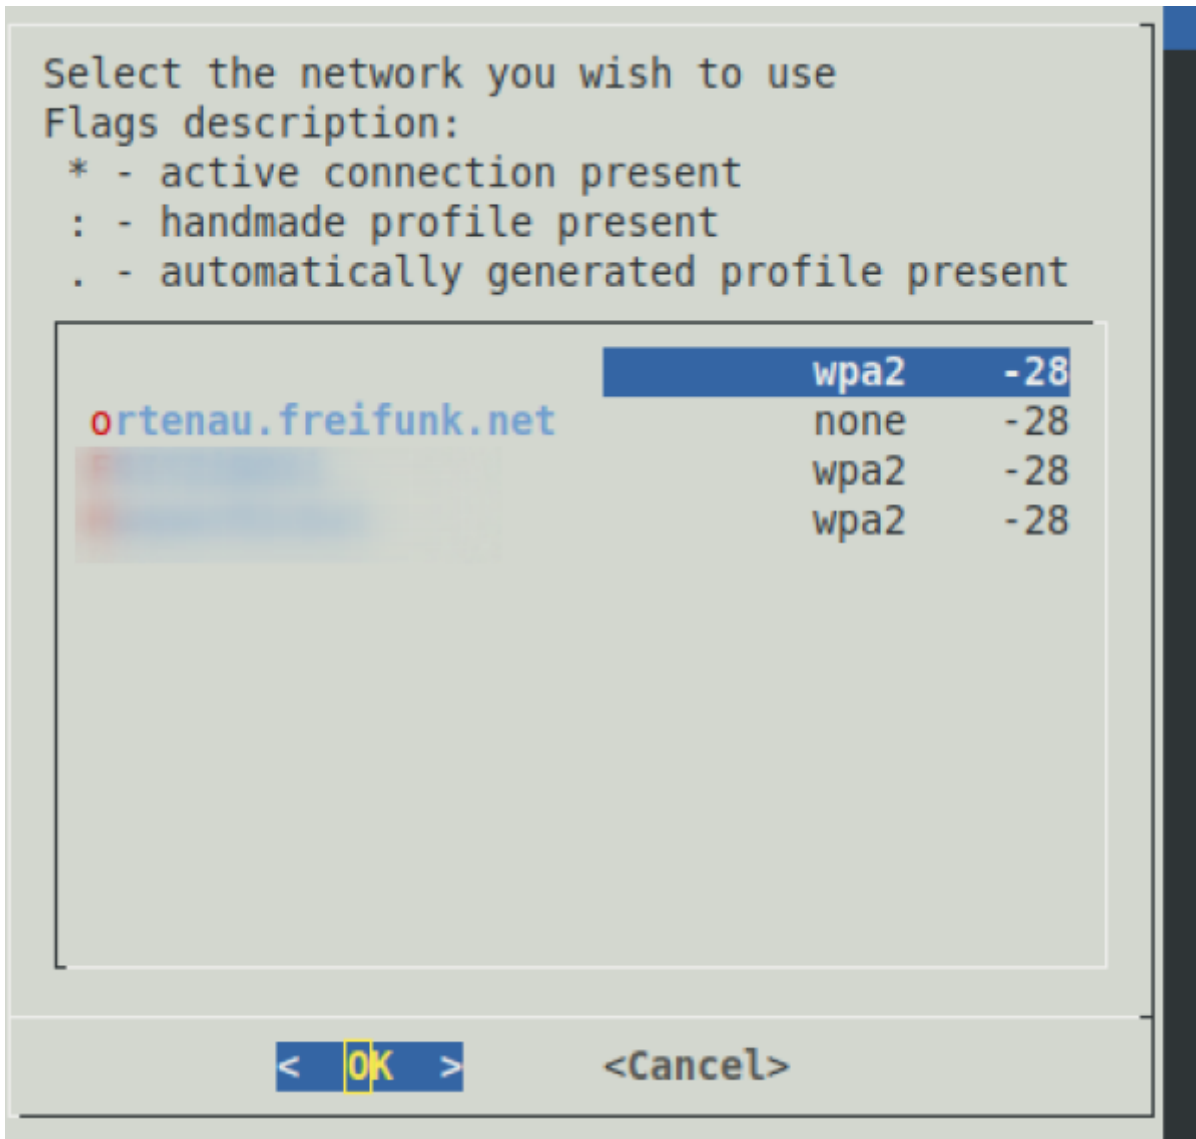 Select the network you wish to use
Flags description:
* - active connection present
: - handmade profile present
. - automatically generated profile present
wpa2 -28
ortenau.freifunk.net none -28
wpa2 -28
wpa2 -28
< OK > <Cancel>